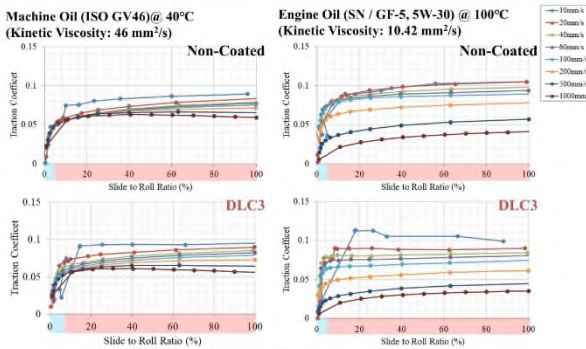 Machine Oil (ISO GV46)@ 40℃
(Kinetic Viscosity: 46 mm²/s)
Engine Oil (SN / GF-5, 5W-30) @ 100℃
(Kinetic Viscosity: 10.42 mm²/s)
Non-Coated
Traction Coefficet
0.15
0.1
0.05
0
0 20 40 60 80 100
Slide to Roll Ratio (%)
Non-Coated
Traction Coefficet
0.15
0.1
0.05
0
0 20 40 60 80 100
Slide to Roll Ratio (%)
10mm/s
20mm/s
40mm/s
60mm/s
100mm/s
200mm/s
500mm/s
1000mm/s
DLC3
Traction Coefficet
0.15
0.1
0.05
0
0 20 40 60 80 100
Slide to Roll Ratio (%)
DLC3
Traction Coefficet
0.15
0.1
0.05
0
0 20 40 60 80 100
Slide to Roll Ratio (%)